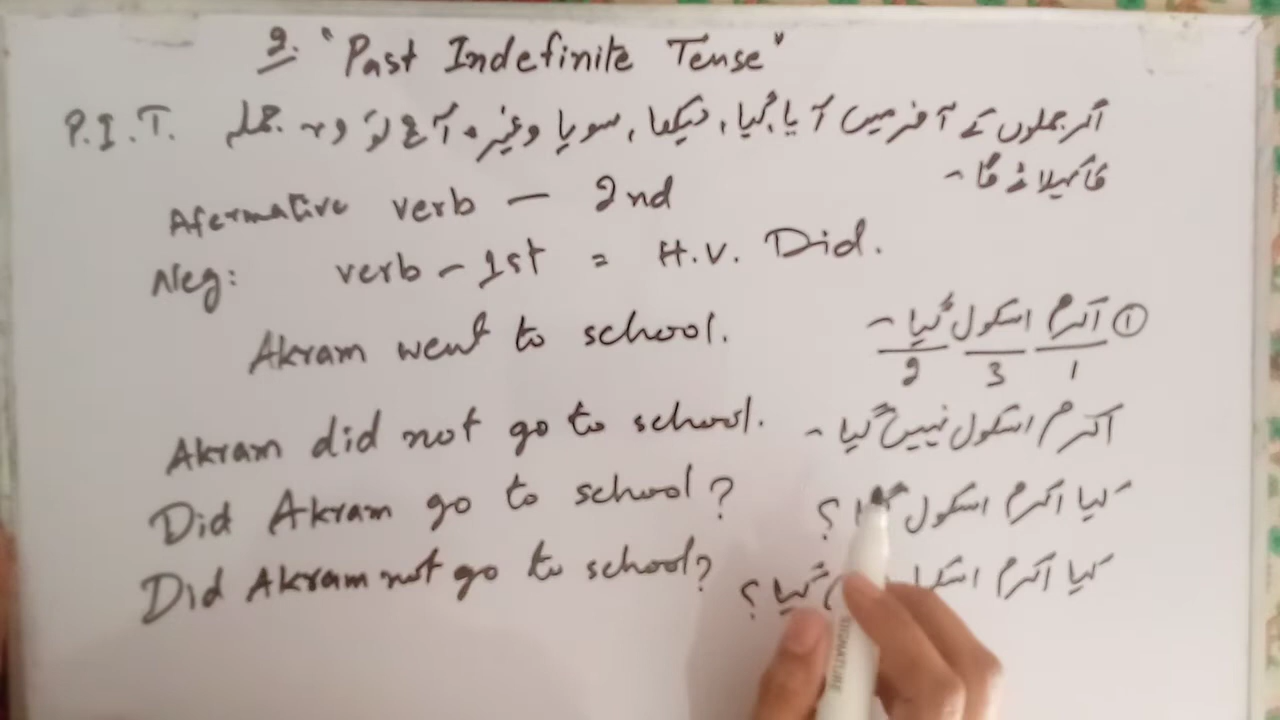 2. "Past Indefinite Tense"
P.I.T. اگر جملوں کے آخر میں آیا، گیا، دیکھا، سویا وغیرہ آئے تو وہ جملہ
کا کہلائے گا۔
Afermative verb — 2nd
Neg: verb - 1st = H.V. Did.
Akram went to school. ① اکرم اسکول گیا۔
1 3 2
Akram did not go to school. اکرم اسکول نہیں گیا۔
Did Akram go to school? کیا اکرم اسکول گیا؟
Did Akram not go to school? کیا اکرم گیا؟
SIGNATURE